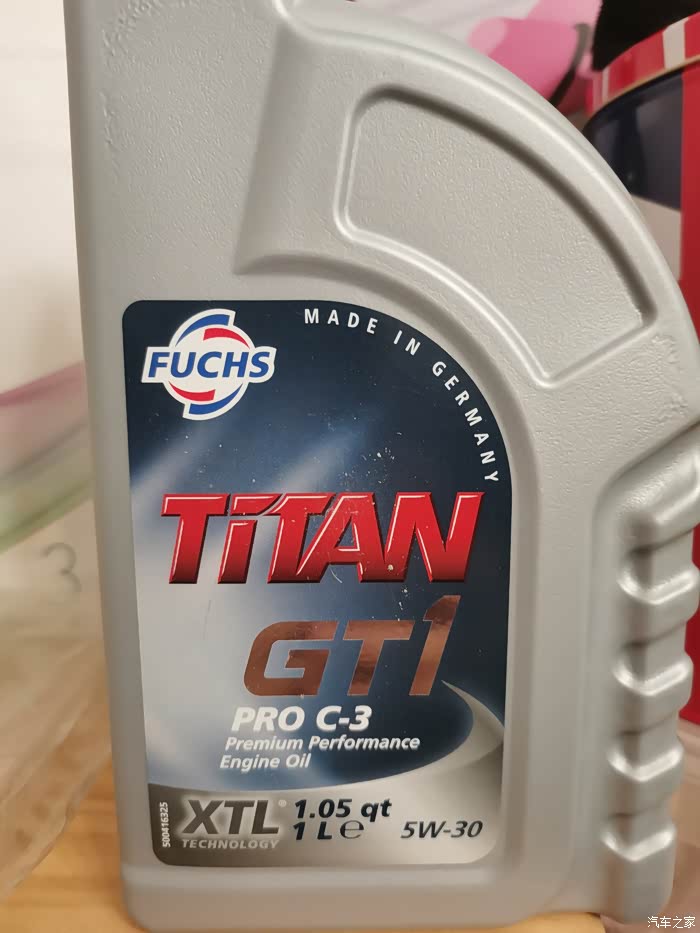 FUCHS
MADE IN GERMANY
TiTAN
GT1
PRO C-3
Premium Performance
Engine Oil
XTL®
TECHNOLOGY
1.05 qt
1 L ℮
5W-30
500416325
3
汽车之家